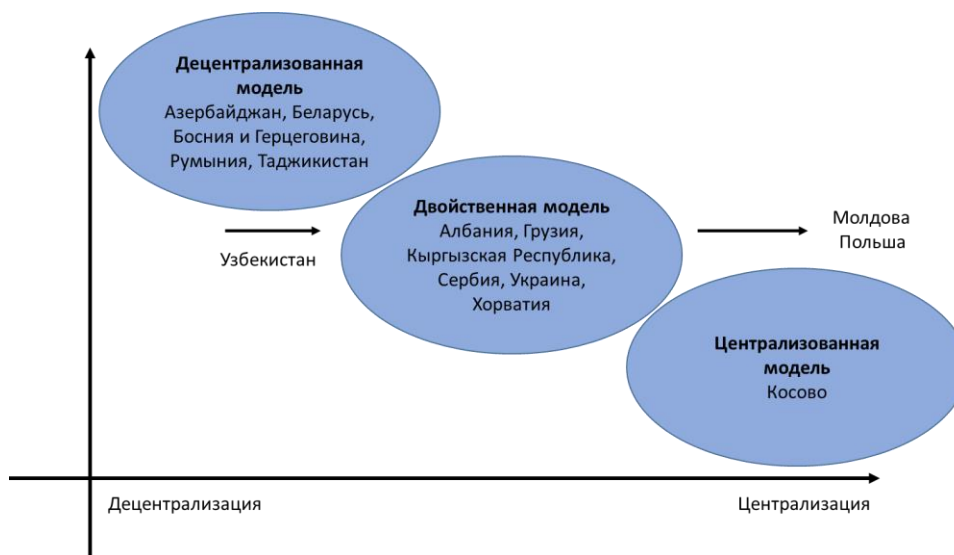 Децентрализованная
модель
Азербайджан, Беларусь,
Босния и Герцеговина,
Румыния, Таджикистан
Двойственная модель
Албания, Грузия,
Кыргызская Республика,
Сербия, Украина,
Хорватия
Узбекистан
Молдова
Польша
Централизованная
модель
Косово
Децентрализация
Централизация